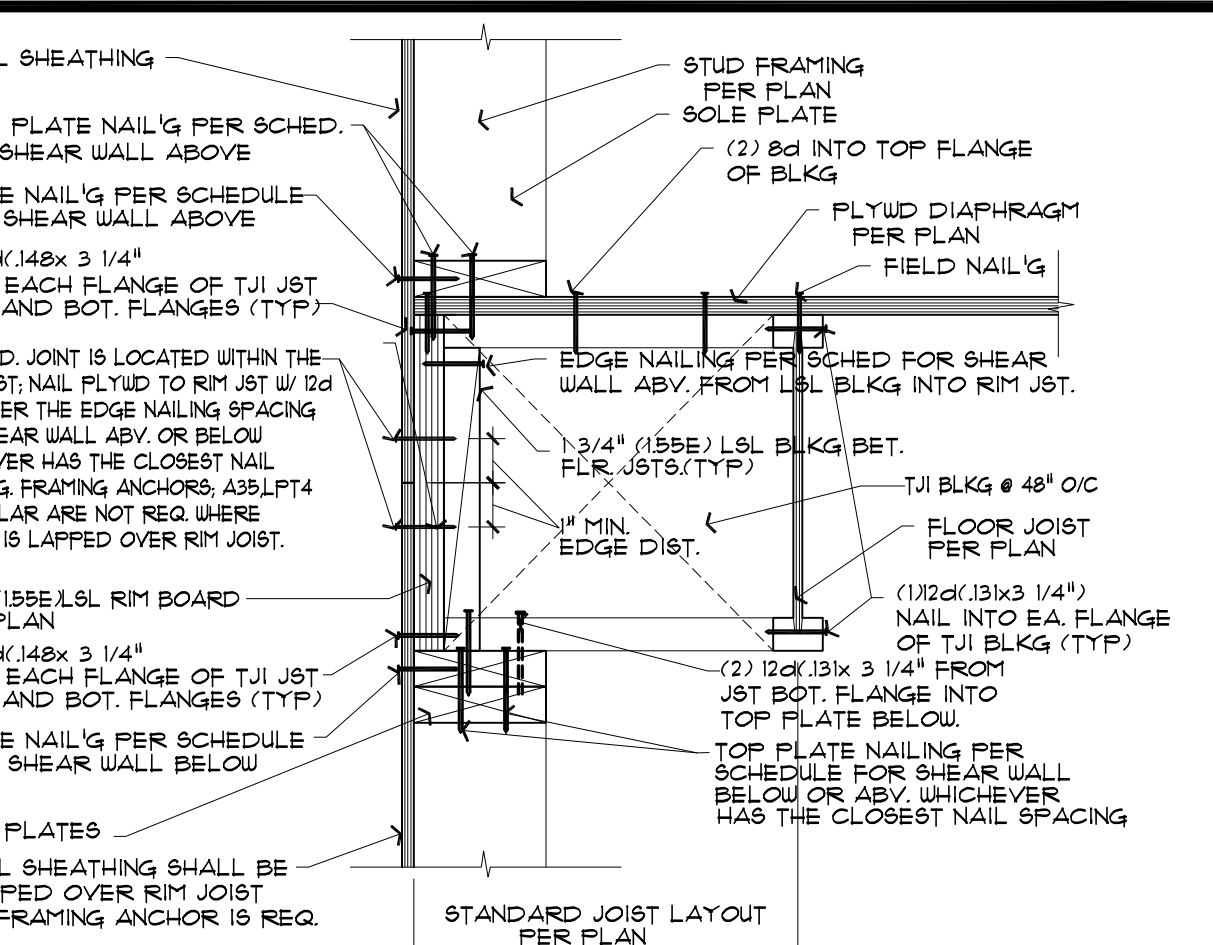 SHEATHING
PLATE NAIL'G PER SCHED.
SHEAR WALL ABOVE
NAIL'G PER SCHEDULE
SHEAR WALL ABOVE
(.148x 3 1/4"
EACH FLANGE OF TJI JST
AND BOT. FLANGES (TYP)
JOINT IS LOCATED WITHIN THE
NAIL PLYWD TO RIM JST W/ 12d
THE EDGE NAILING SPACING
WALL ABV. OR BELOW
HAS THE CLOSEST NAIL
FRAMING ANCHORS; A35,LPT4
ARE NOT REQ. WHERE
IS LAPPED OVER RIM JOIST.
1.55E)LSL RIM BOARD
PLAN
(.148x 3 1/4"
EACH FLANGE OF TJI JST
AND BOT. FLANGES (TYP)
NAIL'G PER SCHEDULE
SHEAR WALL BELOW
PLATES
SHEATHING SHALL BE
OVER RIM JOIST
FRAMING ANCHOR IS REQ.
STUD FRAMING
PER PLAN
SOLE PLATE
(2) 8d INTO TOP FLANGE
OF BLKG
PLYWD DIAPHRAGM
PER PLAN
FIELD NAIL'G
EDGE NAILING PER SCHED FOR SHEAR
WALL ABV. FROM LSL BLKG INTO RIM JST.
1 3/4" (1.55E) LSL BLKG BET.
FLR. JSTS.(TYP)
TJI BLKG @ 48" O/C
1" MIN.
EDGE DIST.
FLOOR JOIST
PER PLAN
(1)12d(.131x3 1/4")
NAIL INTO EA. FLANGE
OF TJI BLKG (TYP)
(2) 12d(.131x 3 1/4" FROM
JST BOT. FLANGE INTO
TOP PLATE BELOW.
TOP PLATE NAILING PER
SCHEDULE FOR SHEAR WALL
BELOW OR ABV. WHICHEVER
HAS THE CLOSEST NAIL SPACING
STANDARD JOIST LAYOUT
PER PLAN